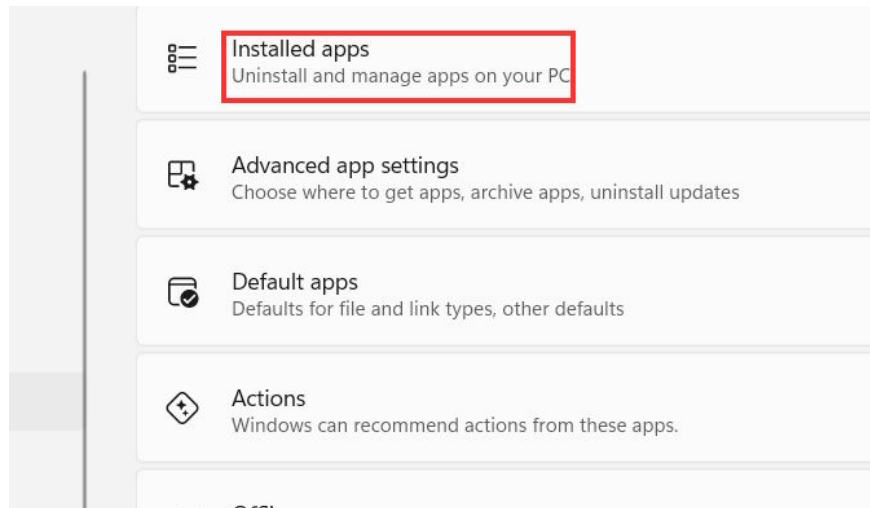 Installed apps
Uninstall and manage apps on your PC
Advanced app settings
Choose where to get apps, archive apps, uninstall updates
Default apps
Defaults for file and link types, other defaults
Actions
Windows can recommend actions from these apps.